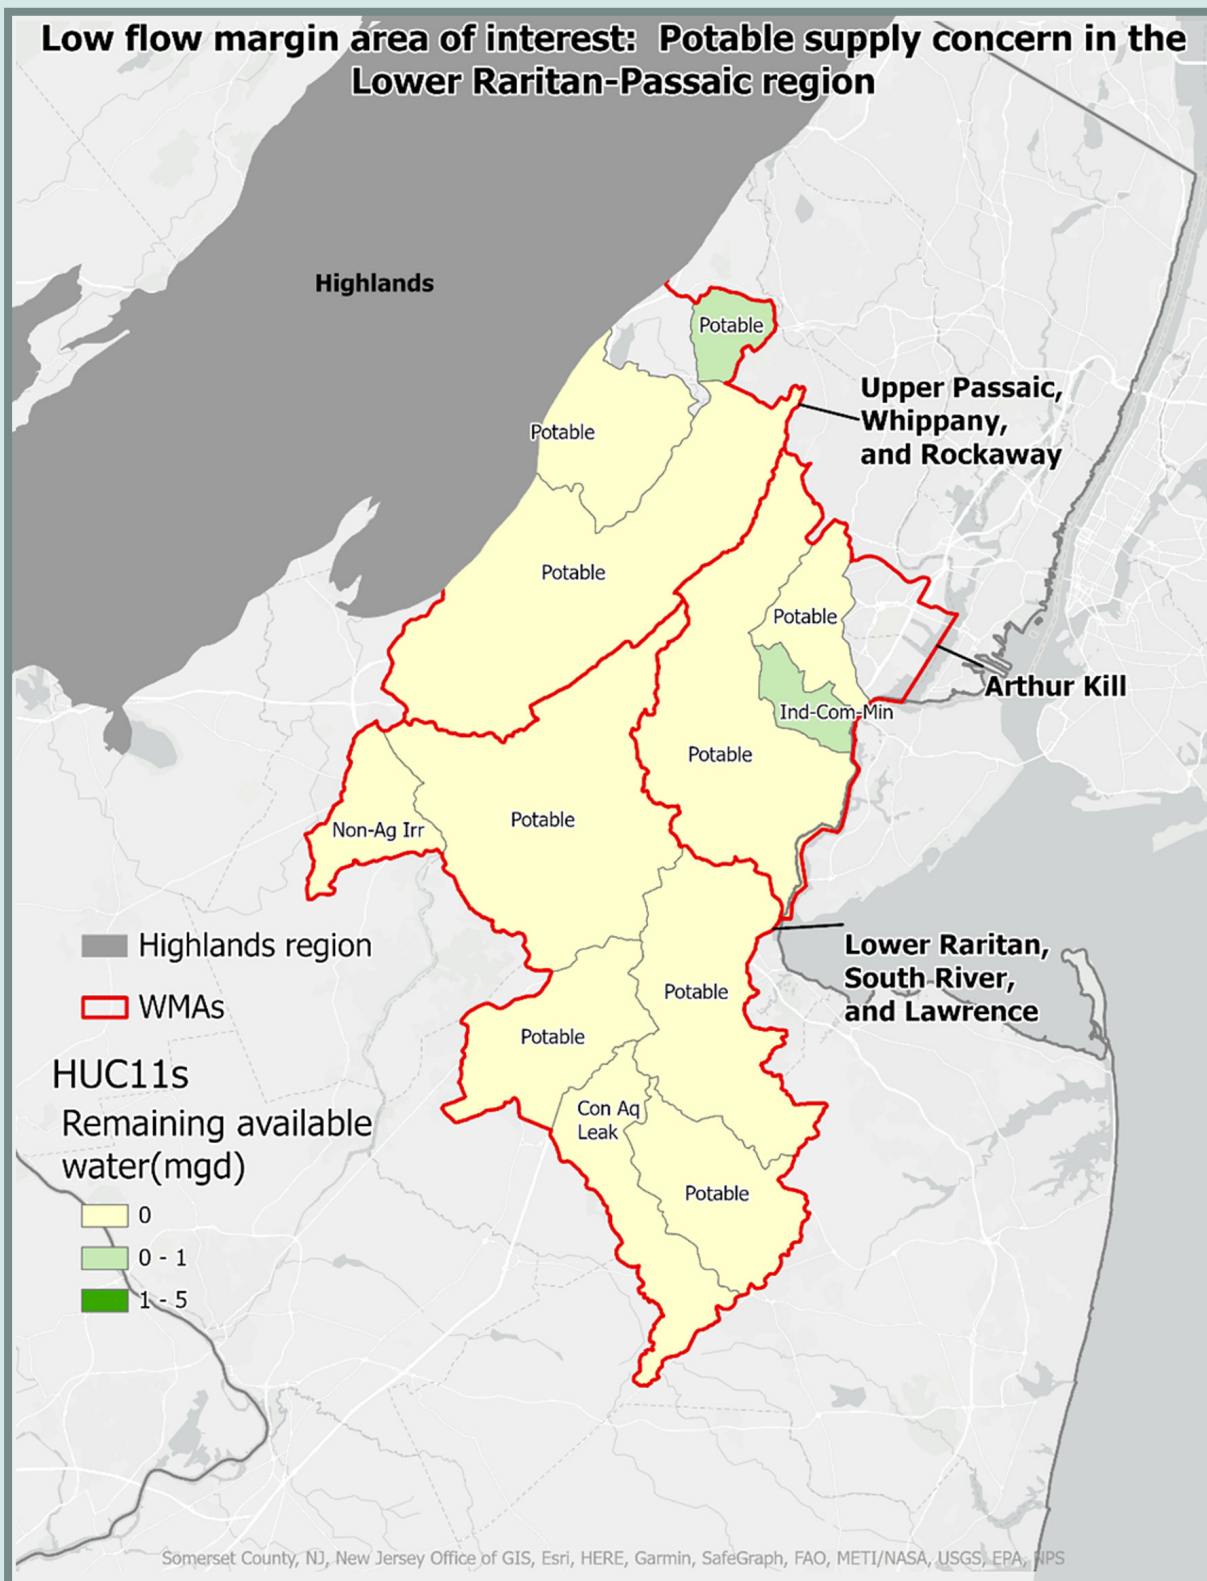 Low flow margin area of interest:  Potable supply concern in the
Lower Raritan-Passaic region
Highlands
Potable
Upper Passaic,
Whippany,
and Rockaway
Potable
Potable
Potable
Arthur Kill
Ind-Com-Min
Potable
Potable
Non-Ag Irr
Highlands region
WMAs
Lower Raritan,
South River,
and Lawrence
Potable
Potable
Con Aq
Leak
Potable
HUC11s
Remaining available
water(mgd)
0
0 - 1
1 - 5
Somerset County, NJ, New Jersey Office of GIS, Esri, HERE, Garmin, SafeGraph, FAO, METI/NASA, USGS, EPA, NPS